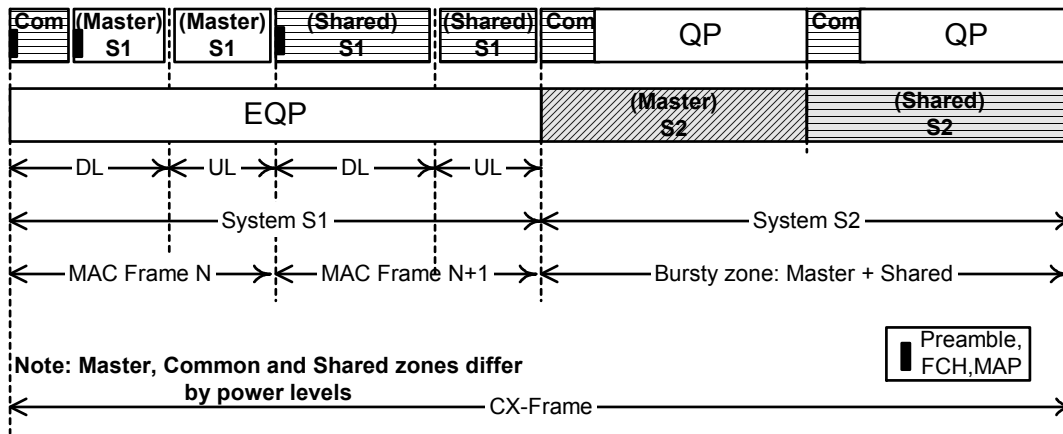 Com
(Master)
S1
(Master)
S1
(Shared)
S1
(Shared)
S1
Com
QP
Com
QP
EQP
(Master)
S2
(Shared)
S2
DL
UL
DL
UL
System S1
System S2
MAC Frame N
MAC Frame N+1
Bursty zone: Master + Shared
Note: Master, Common and Shared zones differ
by power levels
Preamble,
FCH,MAP
CX-Frame